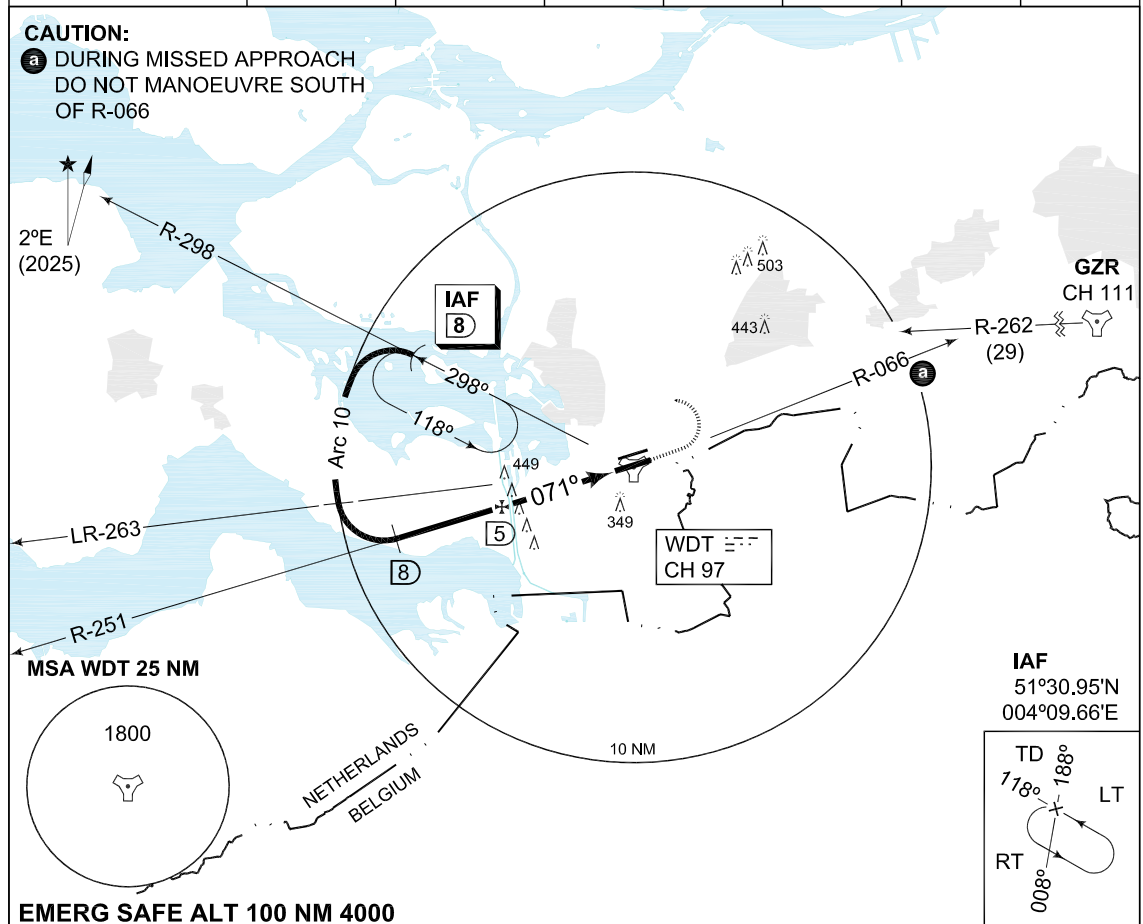 CAUTION:
a DURING MISSED APPROACH
DO NOT MANOEUVRE SOUTH
OF R-066
2ºE
(2025)
R-298
IAF
8
503
443
GZR
CH 111
R-262
(29)
R-066
a
298º
118º
Arc 10
449
071º
349
LR-263
5
8
WDT
CH 97
R-251
MSA WDT 25 NM
1800
NETHERLANDS
BELGIUM
10 NM
IAF
51º30.95'N
004º09.66'E
TD
118º
188º
LT
RT
008º
EMERG SAFE ALT 100 NM 4000